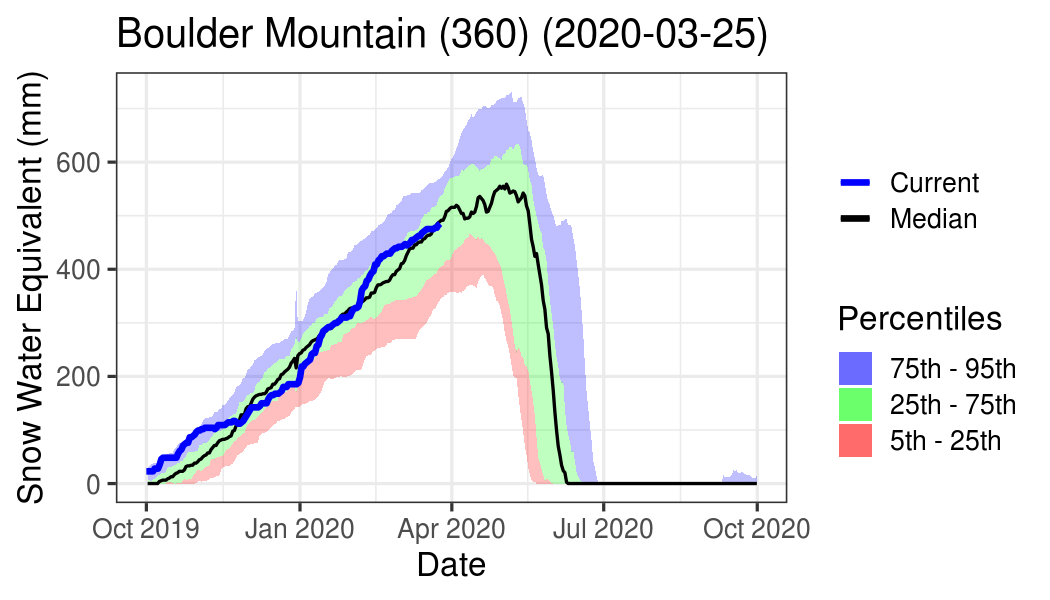 Boulder Mountain (360) (2020-03-25)
Snow Water Equivalent (mm)
600
400
200
0
Oct 2019
Jan 2020
Apr 2020
Jul 2020
Oct 2020
Date
Current
Median
Percentiles
75th - 95th
25th - 75th
5th - 25th